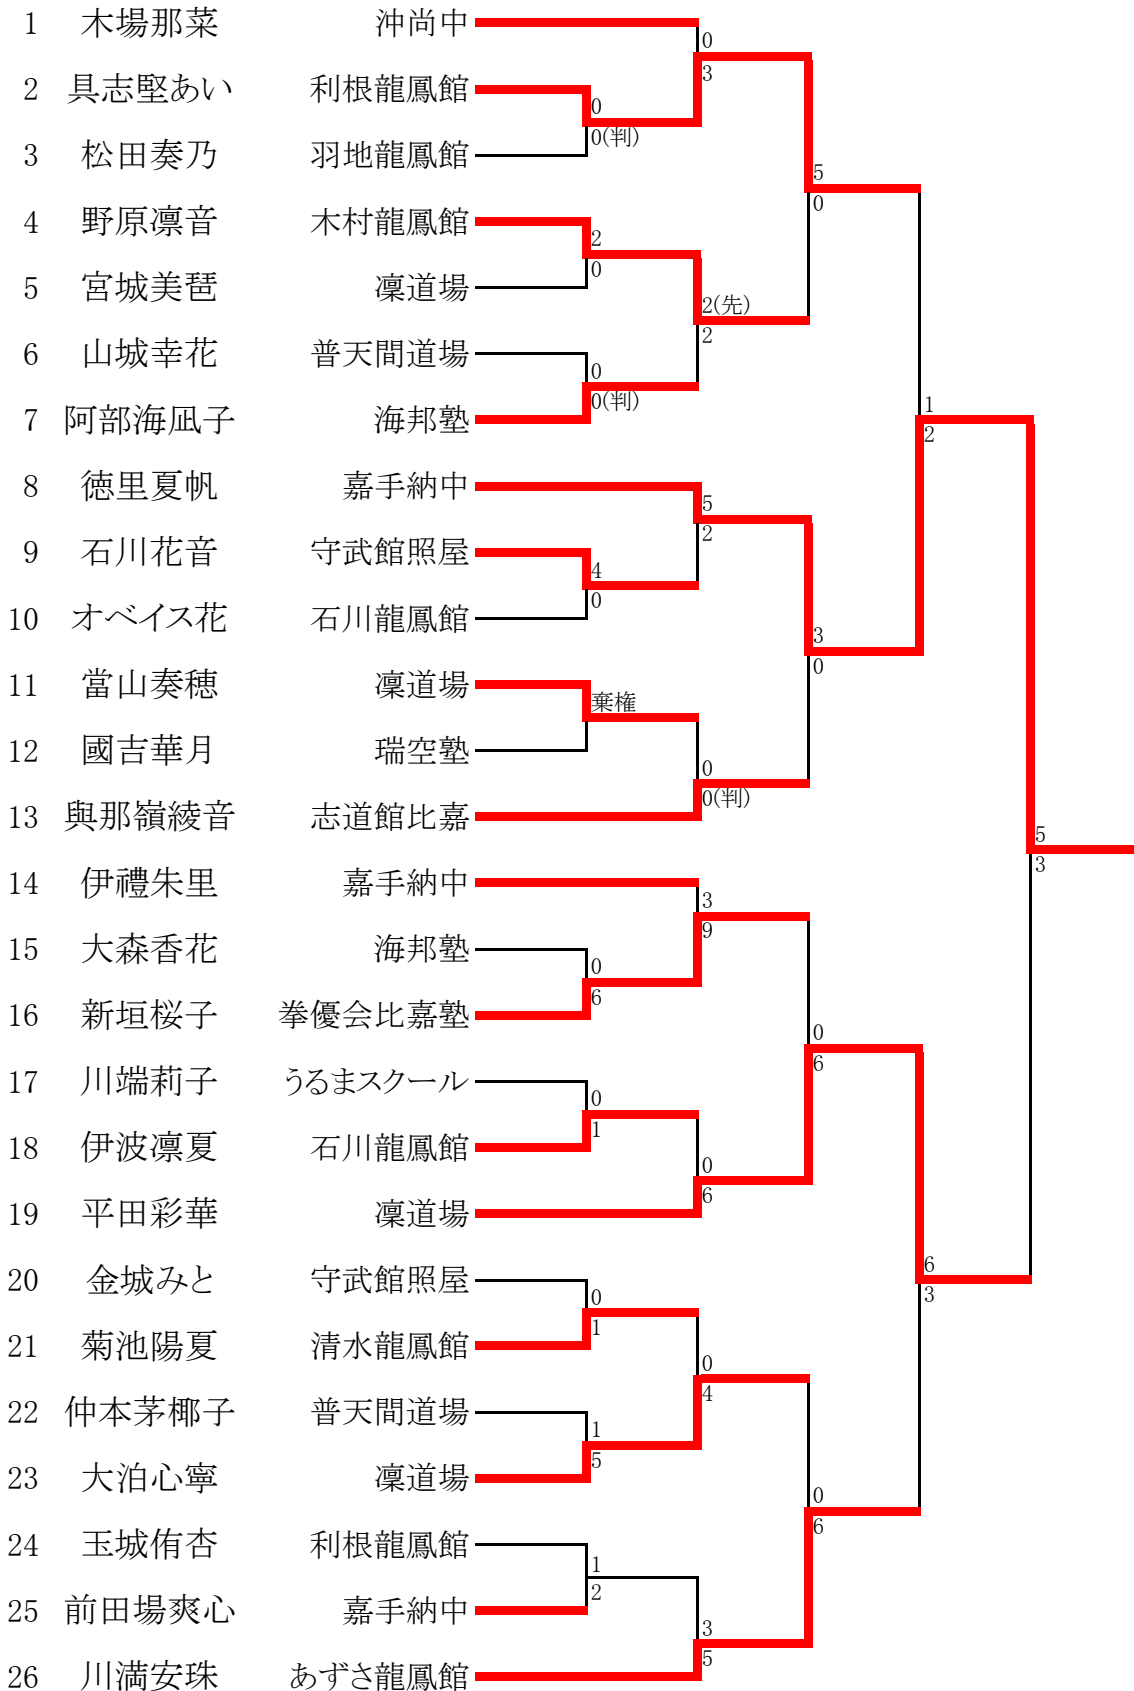 1 木場那菜 沖尚中
0
3
2 具志堅あい 利根龍鳳館
0
0(判)
3 松田奏乃 羽地龍鳳館
5
0
4 野原凛音 木村龍鳳館
2
0
5 宮城美琶 凜道場
2(先)
2
6 山城幸花 普天間道場
0
0(判)
7 阿部海凪子 海邦塾
1
2
8 徳里夏帆 嘉手納中
5
2
9 石川花音 守武館照屋
4
0
10 オベイス花 石川龍鳳館
3
0
11 當山奏穂 凜道場
棄権
12 國吉華月 瑞空塾
0
0(判)
13 與那嶺綾音 志道館比嘉
5
3
14 伊禮朱里 嘉手納中
3
9
15 大森香花 海邦塾
0
6
16 新垣桜子 拳優会比嘉塾
0
6
17 川端莉子 うるまスクール
0
1
18 伊波凛夏 石川龍鳳館
0
6
19 平田彩華 凜道場
6
3
20 金城みと 守武館照屋
0
1
21 菊池陽夏 清水龍鳳館
0
4
22 仲本茅椰子 普天間道場
1
5
23 大泊心寧 凜道場
0
6
24 玉城侑杏 利根龍鳳館
1
2
25 前田場爽心 嘉手納中
3
5
26 川満安珠 あずさ龍鳳館